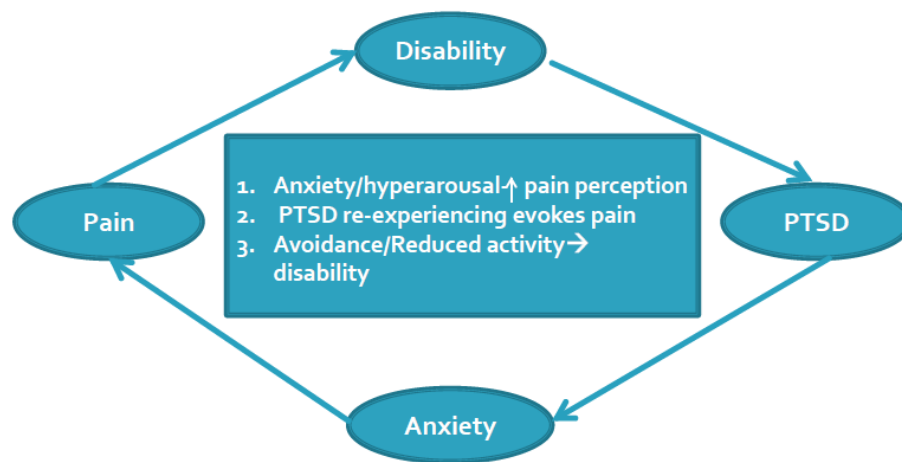 Disability
1. Anxiety/hyperarousal↑ pain perception
2. PTSD re-experiencing evokes pain
3. Avoidance/Reduced activity→
disability
Pain
PTSD
Anxiety